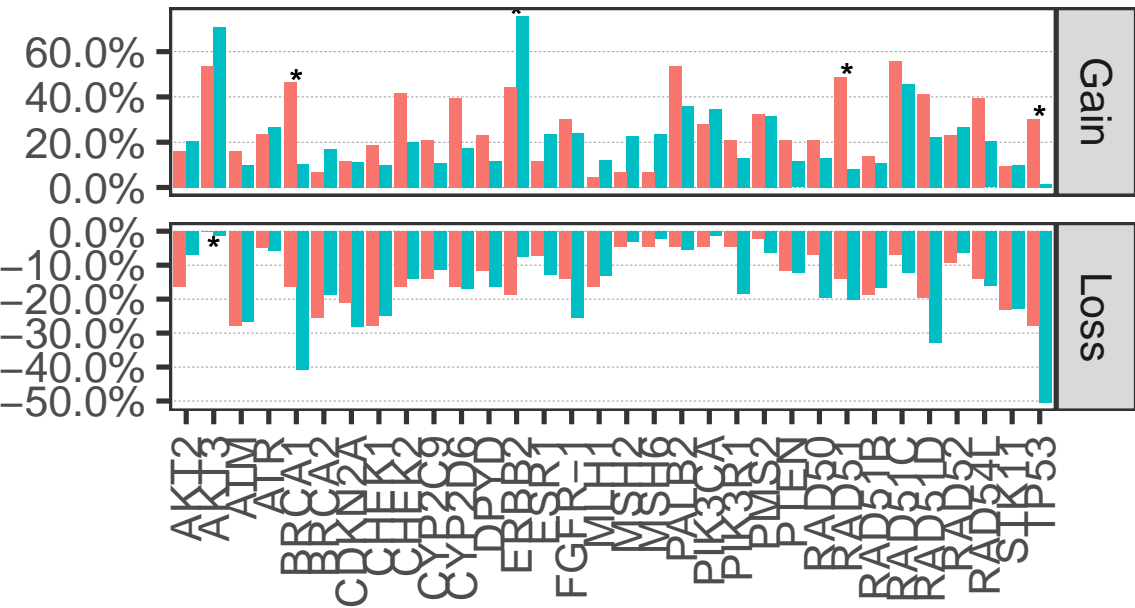 60.0%
40.0%
20.0%
0.0%
*
*
*
*
Gain
0.0%
−10.0%
−20.0%
−30.0%
−40.0%
−50.0%
*
Loss
AKT2
AKT3
ATM
ATR
BRCA1
BRCA2
CDKN2A
CHEK1
CHEK2
CYP2C9
CYP2D6
DPYD
ERBB2
ESR1
FGFR−1
MLH1
MSH2
MSH6
PALB2
PIK3CA
PIK3R1
PMS2
PTEN
RAD50
RAD51
RAD51B
RAD51C
RAD51D
RAD52
RAD54L
STK11
TP53